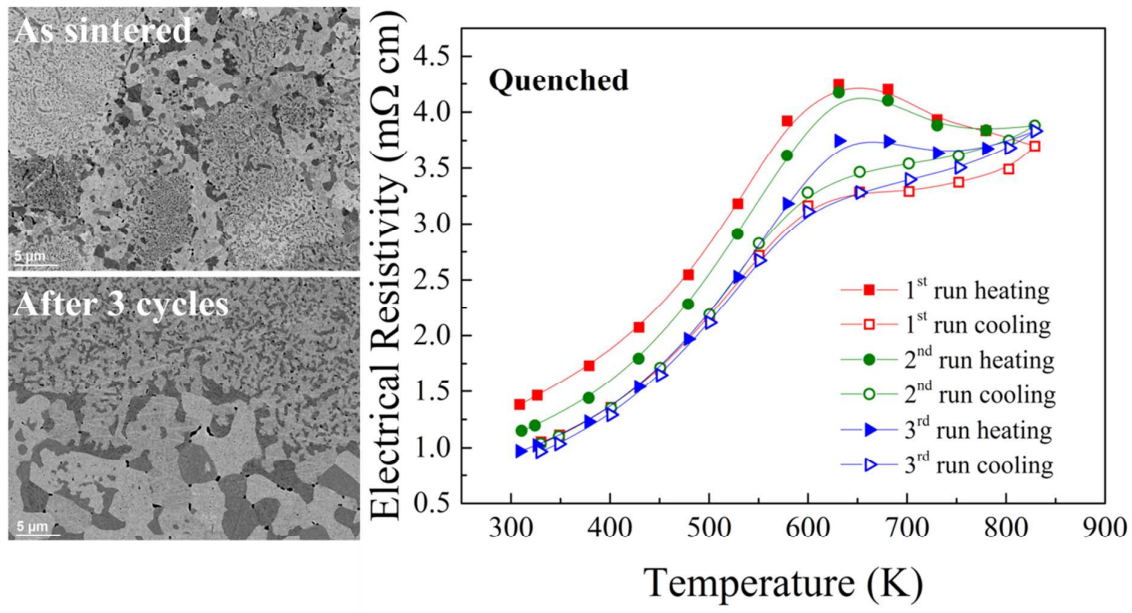 As sintered
5 µm
After 3 cycles
5 µm
Electrical Resistivity (mΩ cm)
4.5
4.0
3.5
3.0
2.5
2.0
1.5
1.0
0.5
Quenched
1st run heating
1st run cooling
2nd run heating
2nd run cooling
3rd run heating
3rd run cooling
300 400 500 600 700 800 900
Temperature (K)